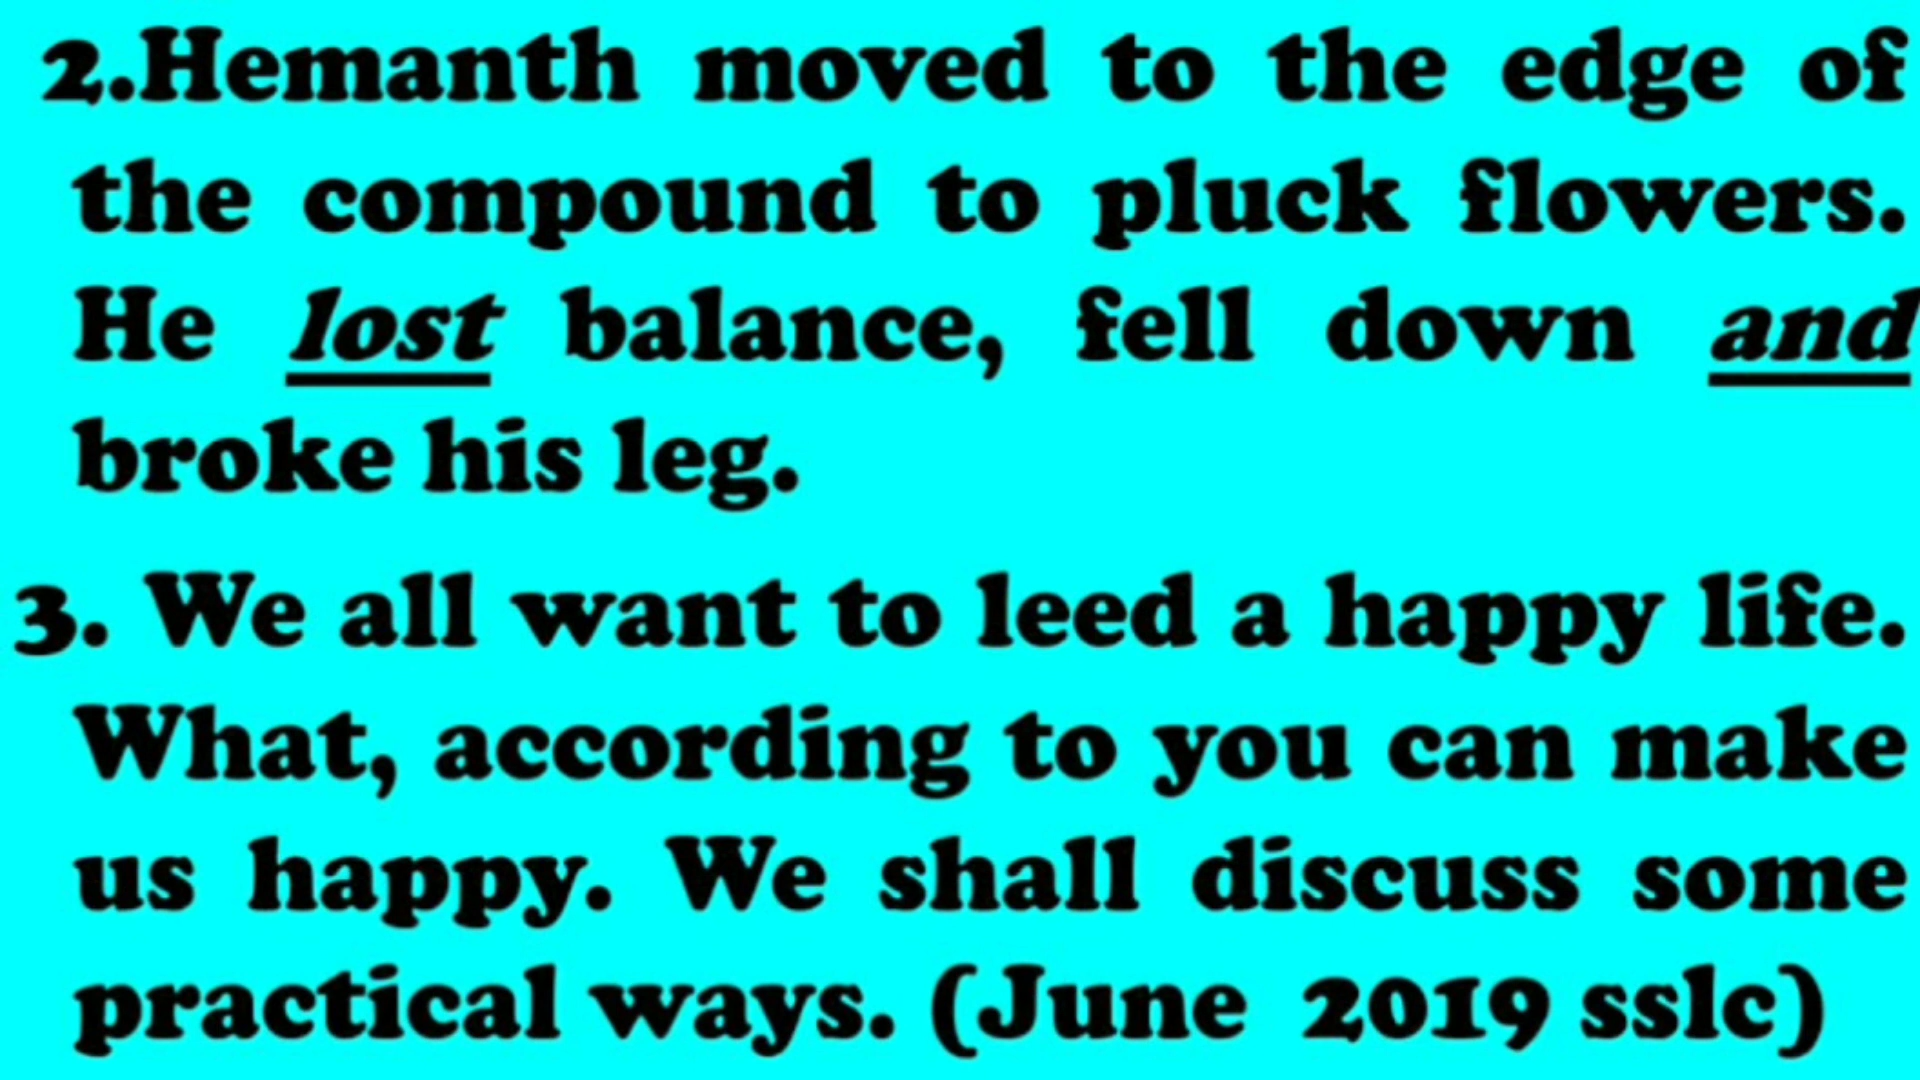 2.Hemanth moved to the edge of
the compound to pluck flowers.
He lost balance, fell down and
broke his leg.
3. We all want to leed a happy life.
What, according to you can make
us happy. We shall discuss some
practical ways. (June 2019 sslc)